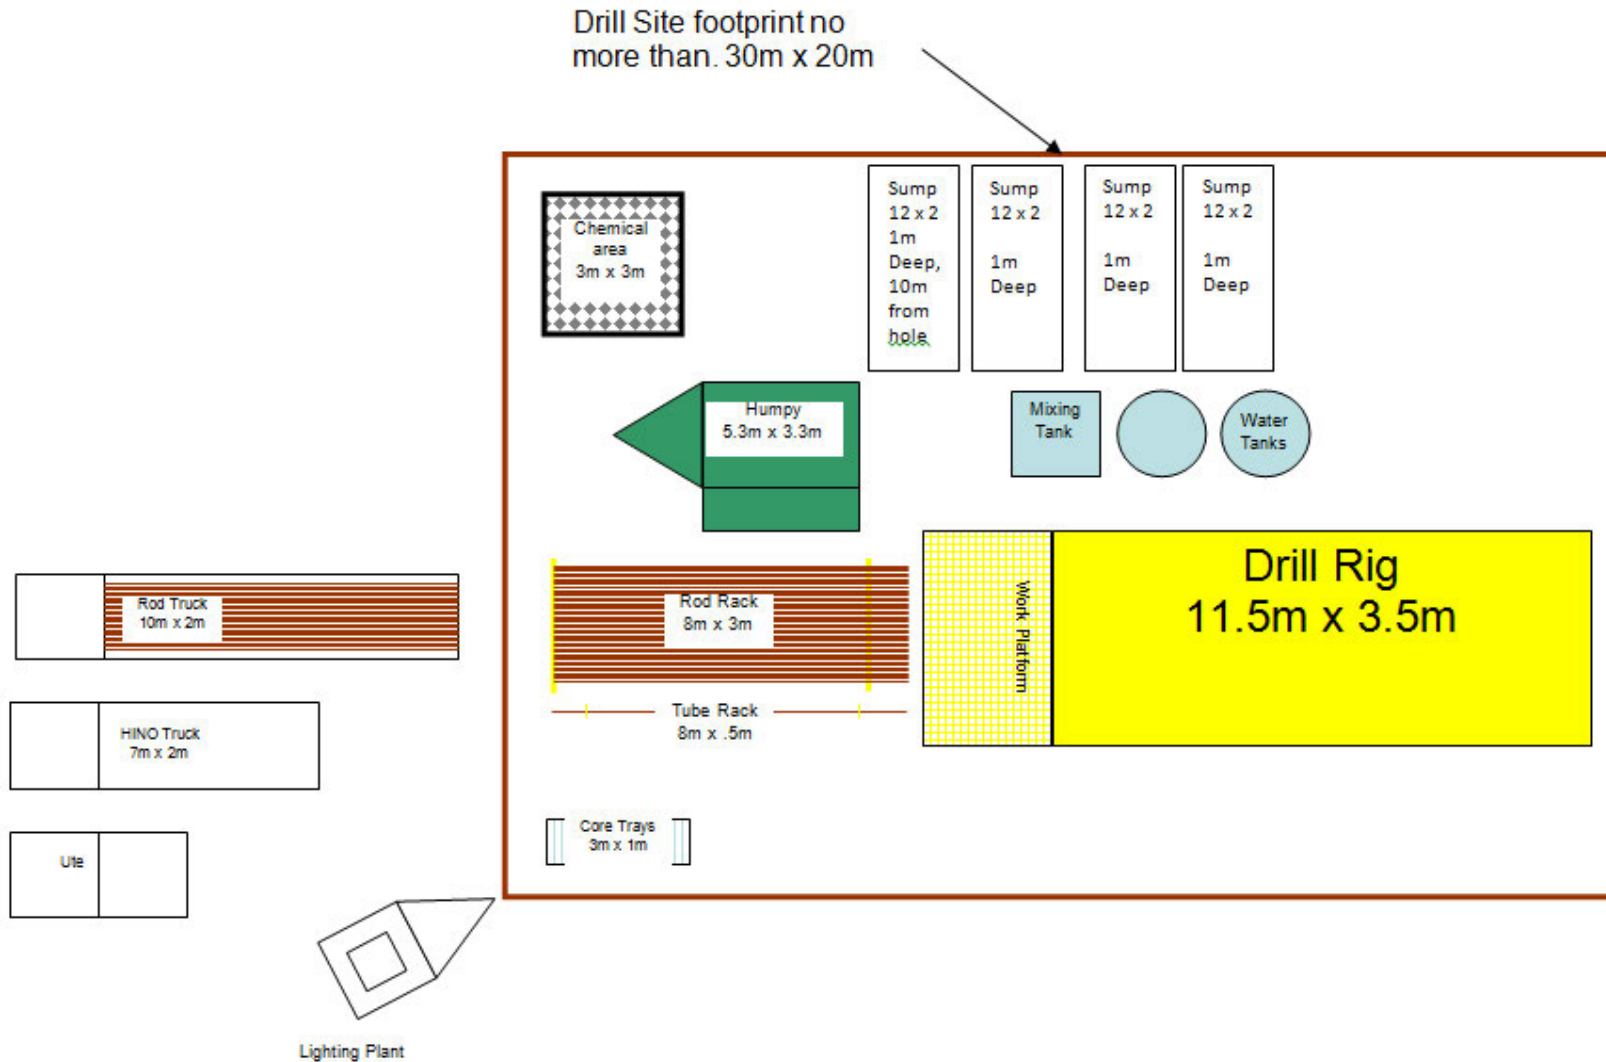 Drill Site footprint no
more than. 30m x 20m
Chemical
area
3m x 3m
Sump
12 x 2
1m
Deep,
10m
from
hole
Sump
12 x 2
1m
Deep
Sump
12 x 2
1m
Deep
Sump
12 x 2
1m
Deep
Humpy
5.3m x 3.3m
Mixing
Tank
Water
Tanks
Rod Truck
10m x 2m
Rod Rack
8m x 3m
Work Platform
Drill Rig
11.5m x 3.5m
Tube Rack
8m x .5m
HINO Truck
7m x 2m
Core Trays
3m x 1m
Ute
Lighting Plant